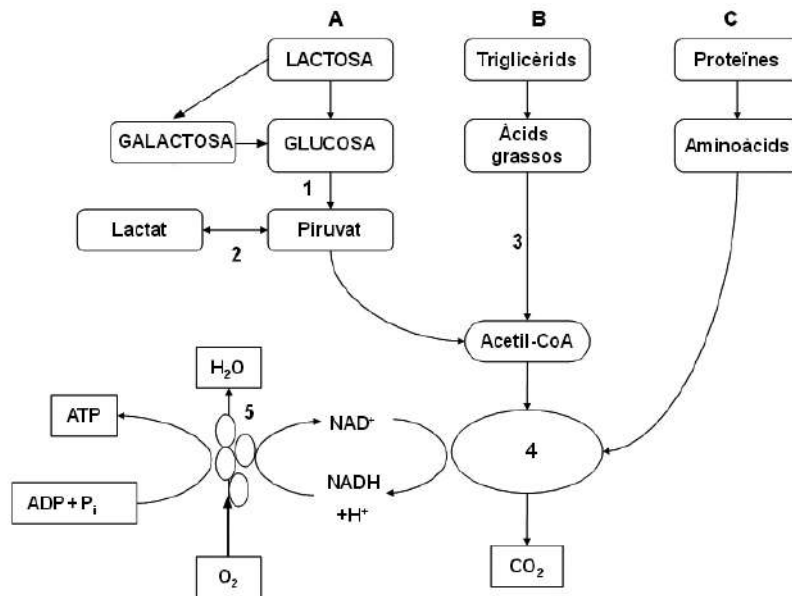 A B C
LACTOSA Triglicèrids Proteïnes
GALACTOSA GLUCOSA Àcids grassos Aminoàcids
1
Lactat 2 Piruvat 3
Acetil-CoA
H₂O
ATP 5 NAD⁺ 4
ADP + Pᵢ NADH
+H⁺
O₂ CO₂